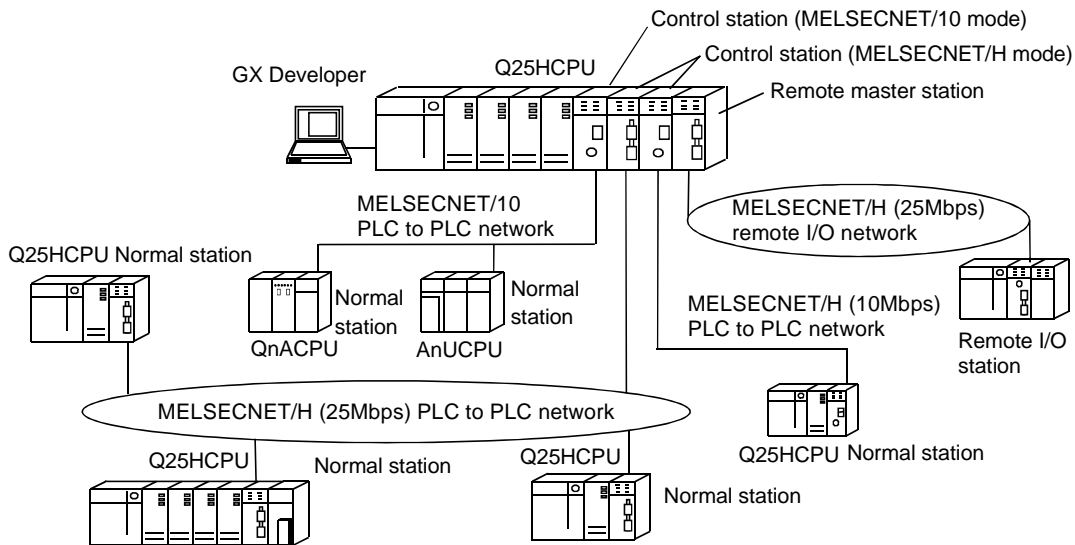 Control station (MELSECNET/10 mode)
Control station (MELSECNET/H mode)
Q25HCPU
GX Developer
Remote master station
MELSECNET/10
PLC to PLC network
MELSECNET/H (25Mbps)
remote I/O network
Q25HCPU Normal station
Normal
station
QnACPU
Normal
station
AnUCPU
MELSECNET/H (10Mbps)
PLC to PLC network
Remote I/O
station
MELSECNET/H (25Mbps) PLC to PLC network
Q25HCPU Normal station
Q25HCPU
Normal station
Q25HCPU
Normal station